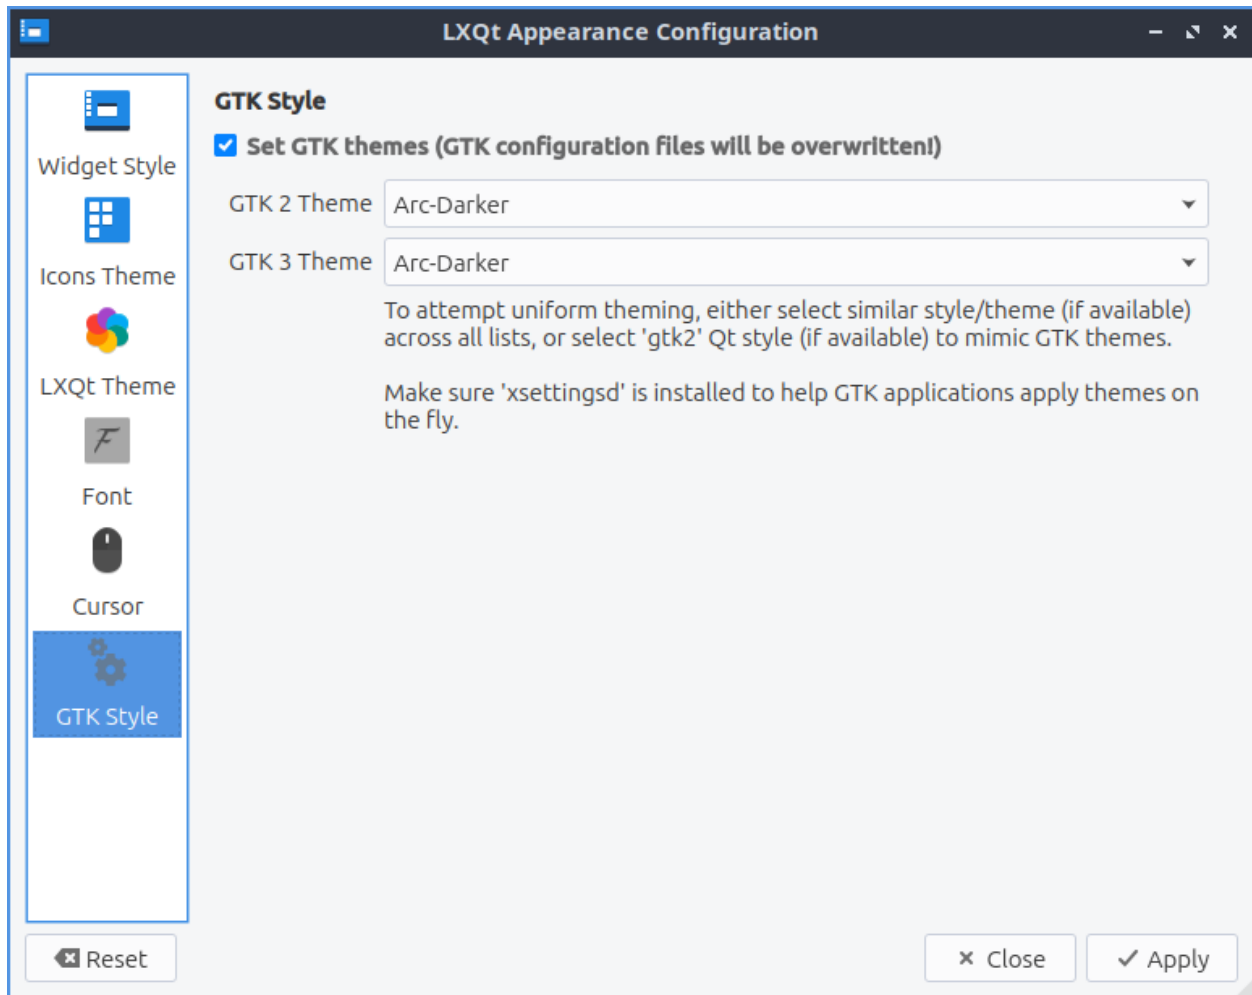 LXQt Appearance Configuration
Widget Style
Icons Theme
LXQt Theme
Font
Cursor
GTK Style
GTK Style
Set GTK themes (GTK configuration files will be overwritten!)
GTK 2 Theme Arc-Darker
GTK 3 Theme Arc-Darker
To attempt uniform theming, either select similar style/theme (if available)
across all lists, or select 'gtk2' Qt style (if available) to mimic GTK themes.
Make sure 'xsettingsd' is installed to help GTK applications apply themes on
the fly.
Reset
Close
Apply